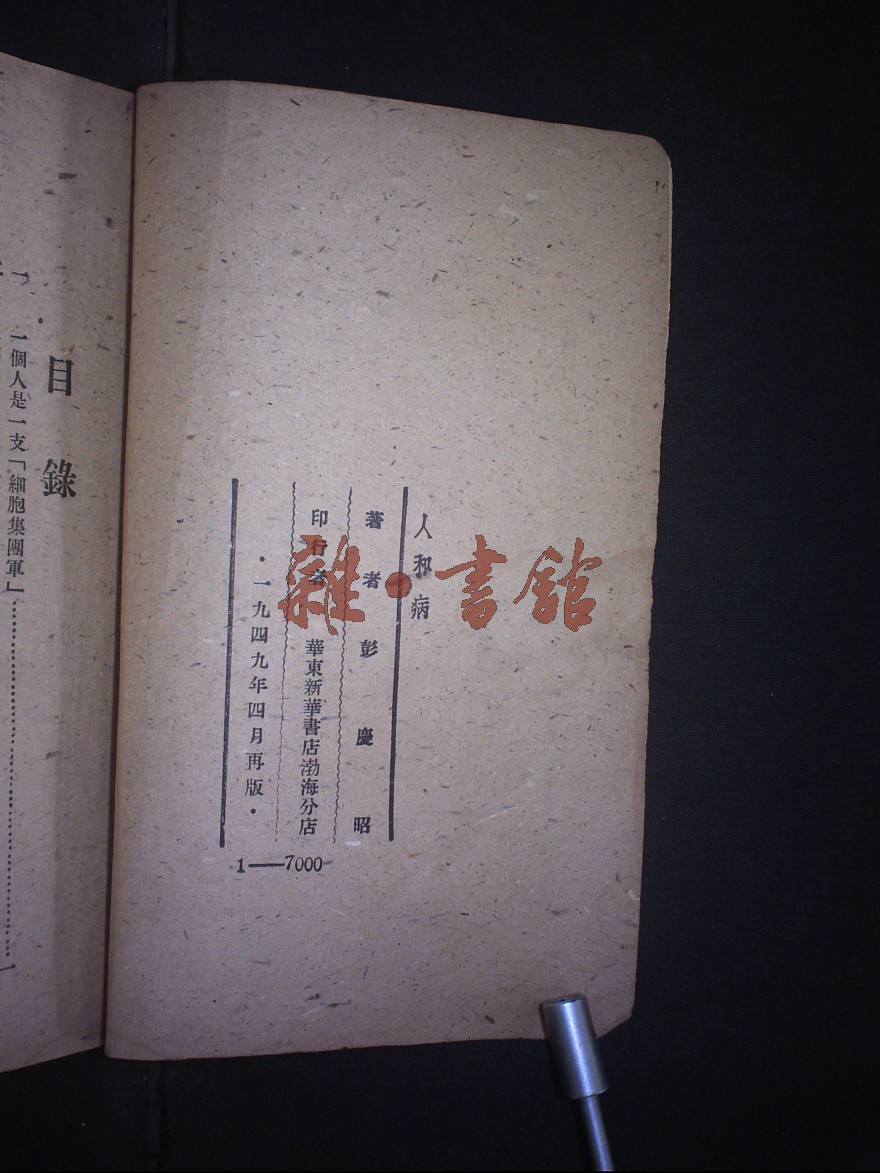 人和病
著者 彭慶昭
印行者 華東新華書店渤海分店
·一九四九年四月再版·
1——7000
雜·書館
目錄
一個人是一支「細胞集團軍」